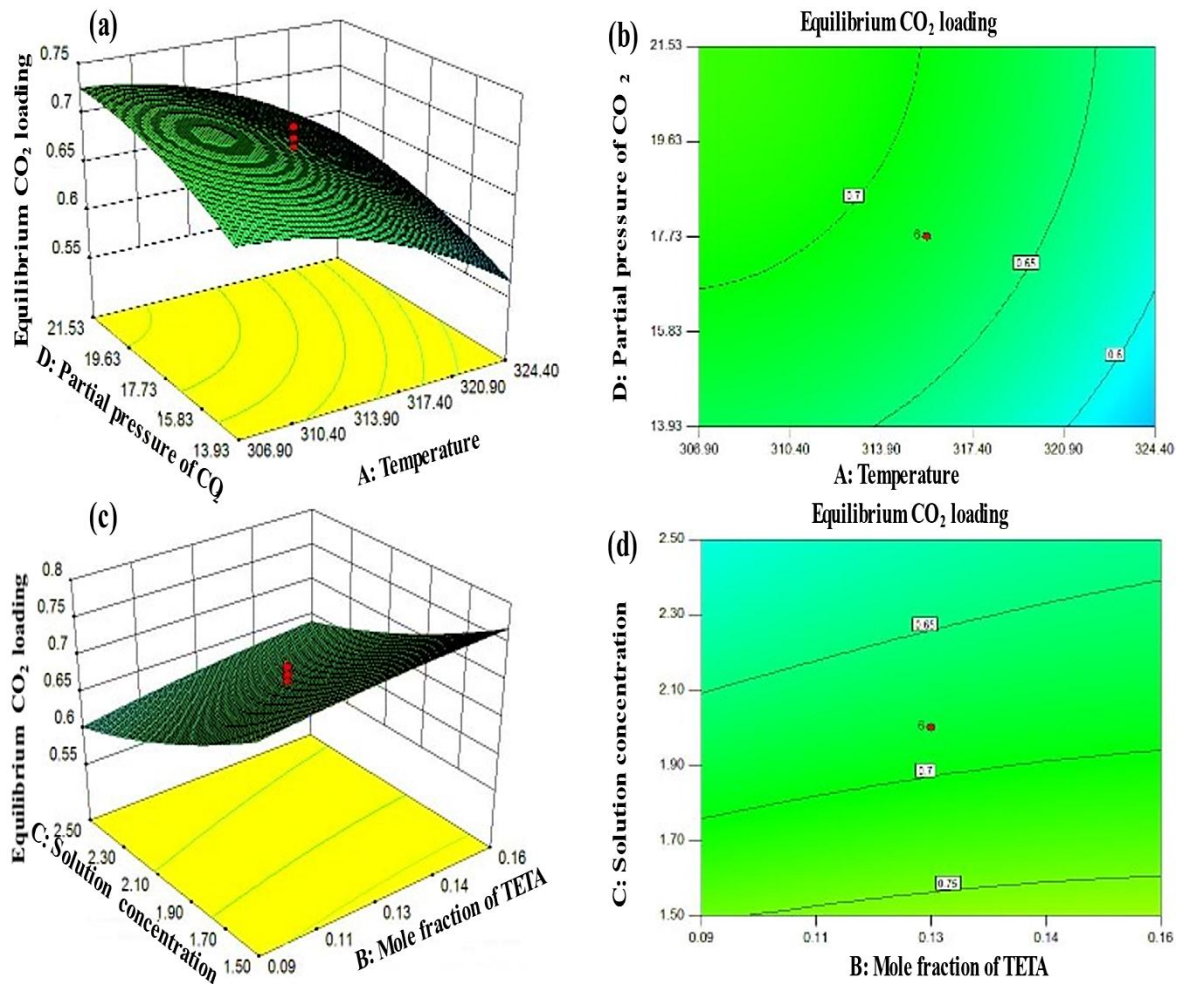 (a)
Equilibrium CO₂ loading
0.75
0.7
0.65
0.6
0.55
21.53
19.63
17.73
15.83
13.93
D: Partial pressure of CQ
306.90
310.40
313.90
317.40
320.90
324.40
A: Temperature
(b)
Equilibrium CO₂ loading
D: Partial pressure of CO ₂
21.53
19.63
17.73
15.83
13.93
0.7
6
0.65
0.6
306.90 310.40 313.90 317.40 320.90 324.40
A: Temperature
(c)
Equilibrium CO₂ loading
0.8
0.75
0.7
0.65
0.6
0.55
2.50
2.30
2.10
1.90
1.70
1.50
C: Solution concentration
0.09
0.11
0.13
0.14
0.16
B: Mole fraction of TETA
(d)
Equilibrium CO₂ loading
C: Solution concentration
2.50
2.30
2.10
1.90
1.70
1.50
0.65
6
0.7
0.75
0.09 0.11 0.13 0.14 0.16
B: Mole fraction of TETA